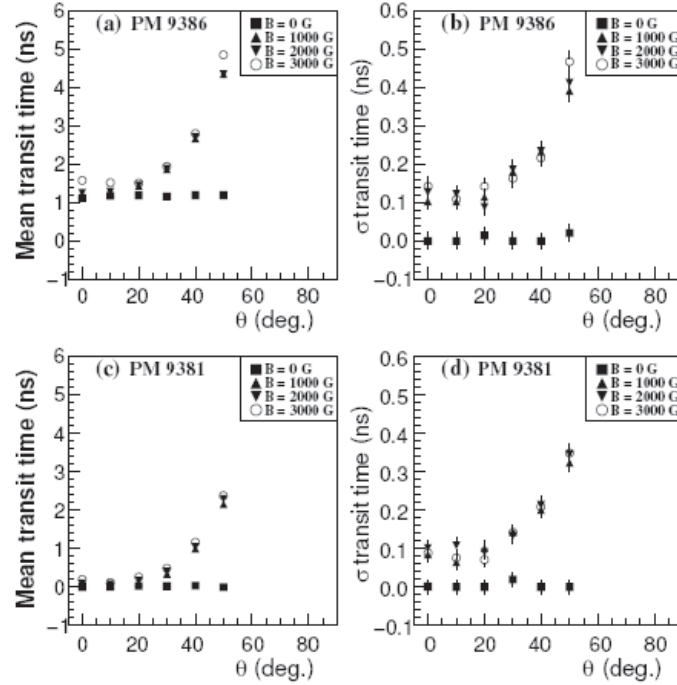 (a) PM 9386
B = 0 G
B = 1000 G
B = 2000 G
B = 3000 G
Mean transit time (ns)
6
5
4
3
2
1
0
−1
0 20 40 60 80
θ (deg.)
(b) PM 9386
B = 0 G
B = 1000 G
B = 2000 G
B = 3000 G
σ transit time (ns)
0.6
0.5
0.4
0.3
0.2
0.1
0.0
−0.1
0 20 40 60 80
θ (deg.)
(c) PM 9381
B = 0 G
B = 1000 G
B = 2000 G
B = 3000 G
Mean transit time (ns)
6
5
4
3
2
1
0
−1
0 20 40 60 80
θ (deg.)
(d) PM 9381
B = 0 G
B = 1000 G
B = 2000 G
B = 3000 G
σ transit time (ns)
0.6
0.5
0.4
0.3
0.2
0.1
0.0
−0.1
0 20 40 60 80
θ (deg.)